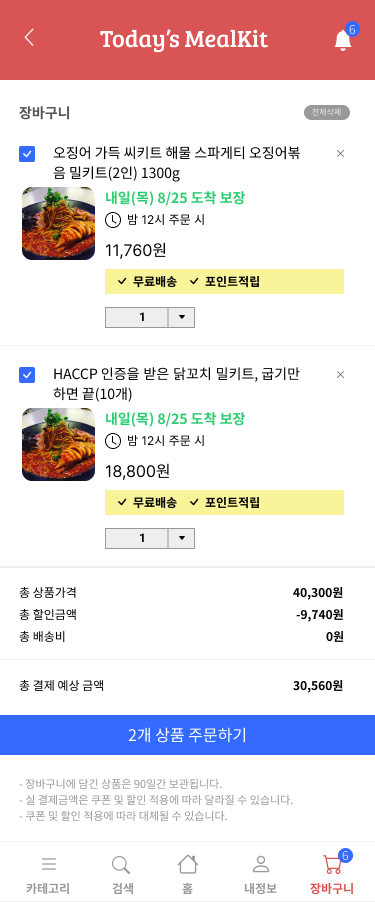 Today's MealKit
6
장바구니
전체삭제
오징어 가득 씨키트 해물 스파게티 오징어볶
음 밀키트(2인) 1300g
내일(목) 8/25 도착 보장
밤 12시 주문 시
11,760원
무료배송 포인트적립
1
HACCP 인증을 받은 닭꼬치 밀키트, 굽기만
하면 끝(10개)
내일(목) 8/25 도착 보장
밤 12시 주문 시
18,800원
무료배송 포인트적립
1
총 상품가격 40,300원
총 할인금액 -9,740원
총 배송비 0원
총 결제 예상 금액 30,560원
2개 상품 주문하기
- 장바구니에 담긴 상품은 90일간 보관됩니다.
- 실 결제금액은 쿠폰 및 할인 적용에 따라 달라질 수 있습니다.
- 쿠폰 및 할인 적용에 따라 대체될 수 있습니다.
6
카테고리 검색 홈 내정보 장바구니